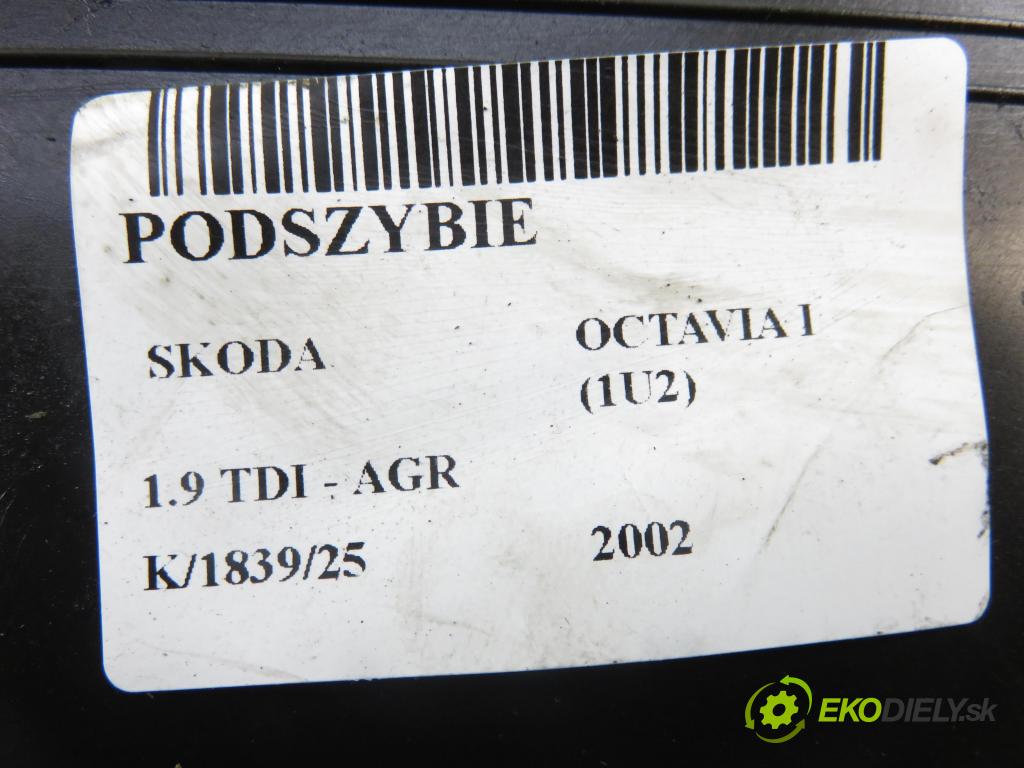 PODSZYBIE
SKODA
OCTAVIA I
(1U2)
1.9 TDI - AGR
K/1839/25
2002
EKODIELY.sk